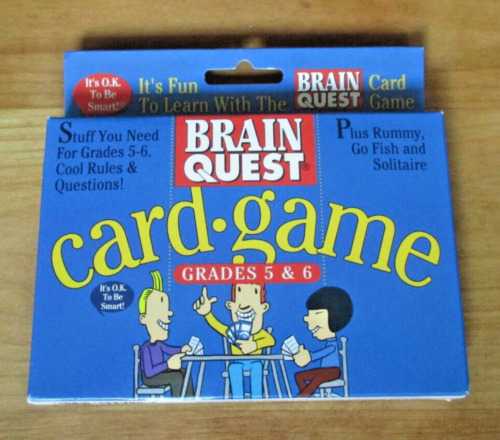 It's O.K.
To Be
Smart!
It's Fun
To Learn With The
BRAIN
QUEST
Card
Game
Stuff You Need
For Grades 5-6,
Cool Rules &
Questions!
BRAIN
QUEST®
Plus Rummy,
Go Fish and
Solitaire
card·game
GRADES 5 & 6
It's O.K.
To Be
Smart!